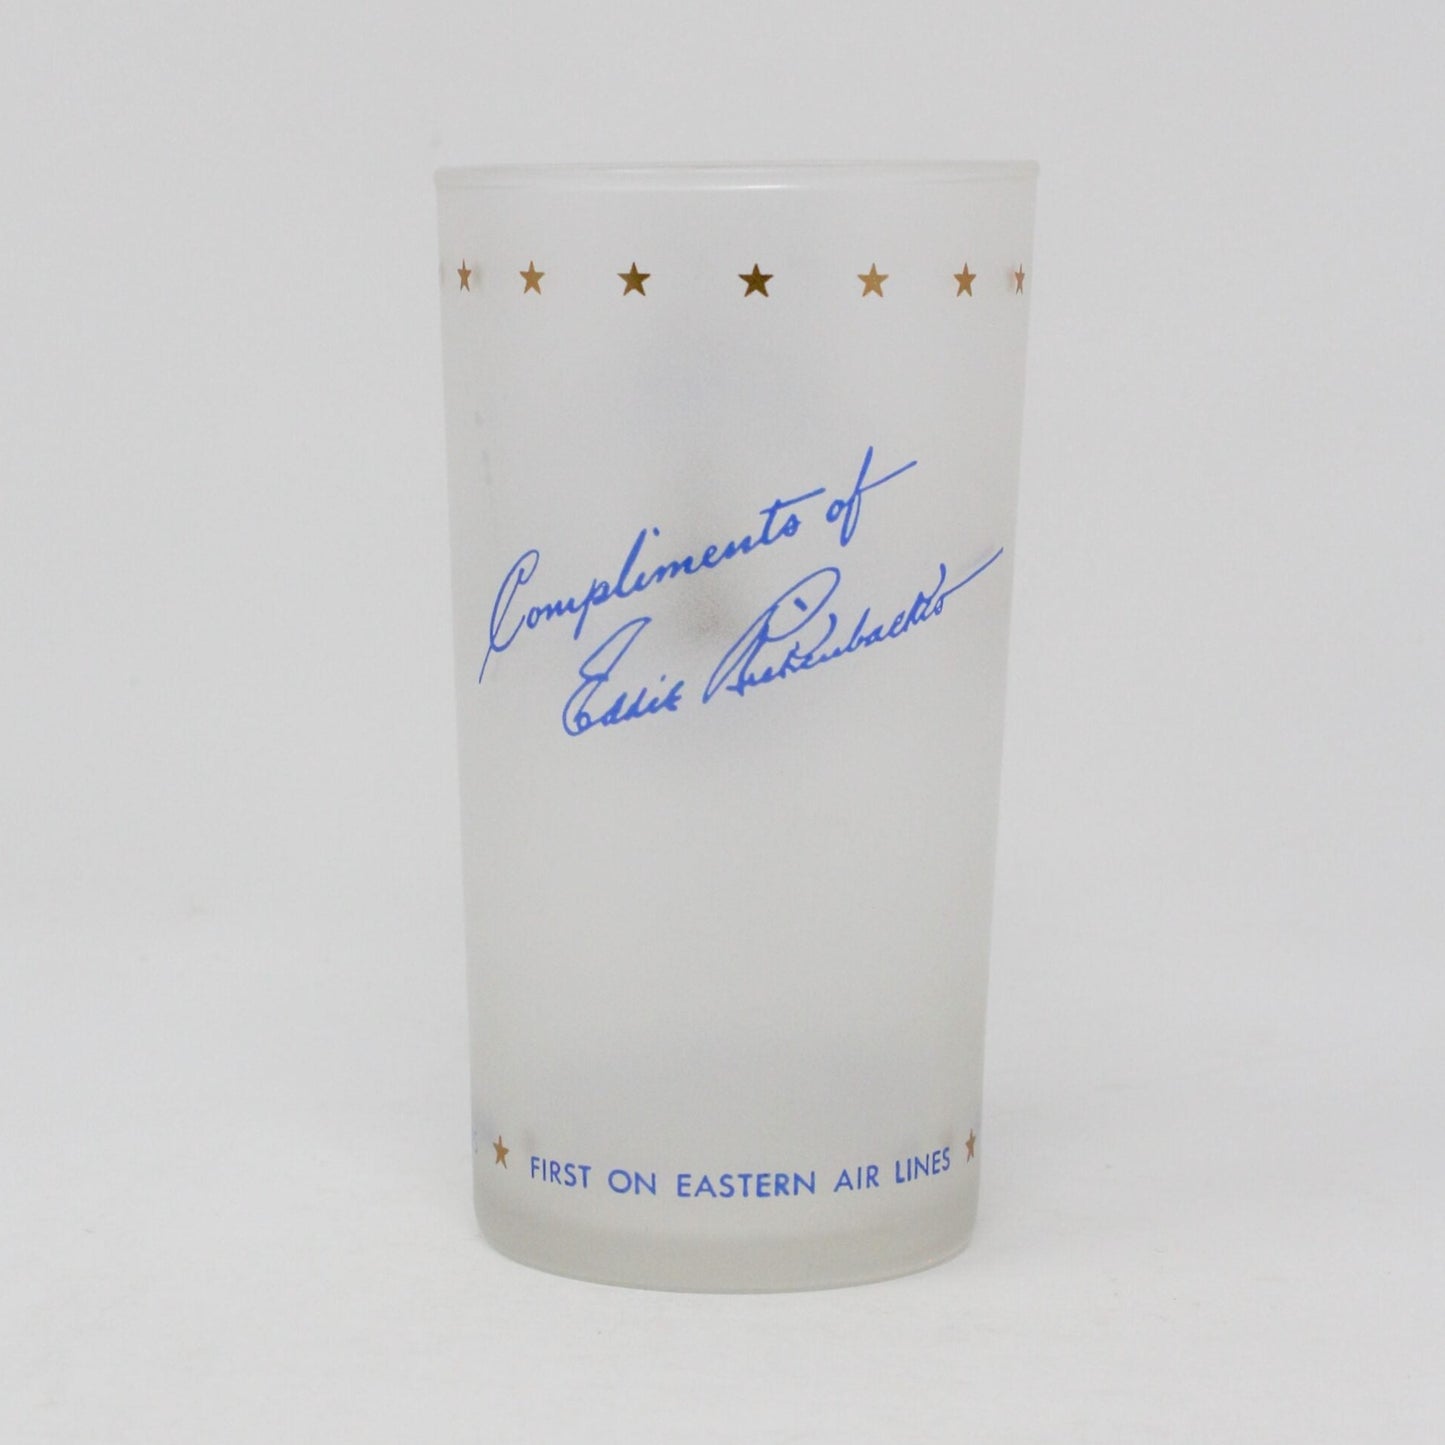 Compliments of
Eddie Rickenbacker
FIRST ON EASTERN AIR LINES